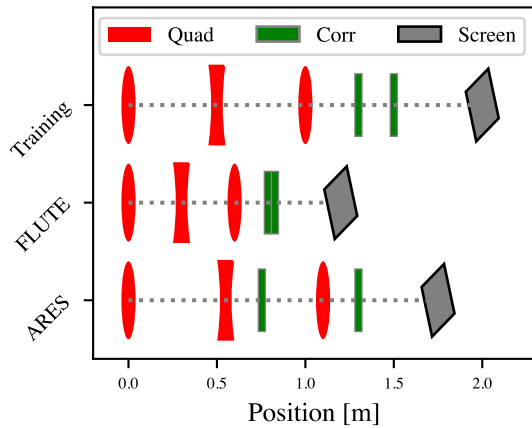 Quad Corr Screen
Training
FLUTE
ARES
0.0 0.5 1.0 1.5 2.0
Position [m]